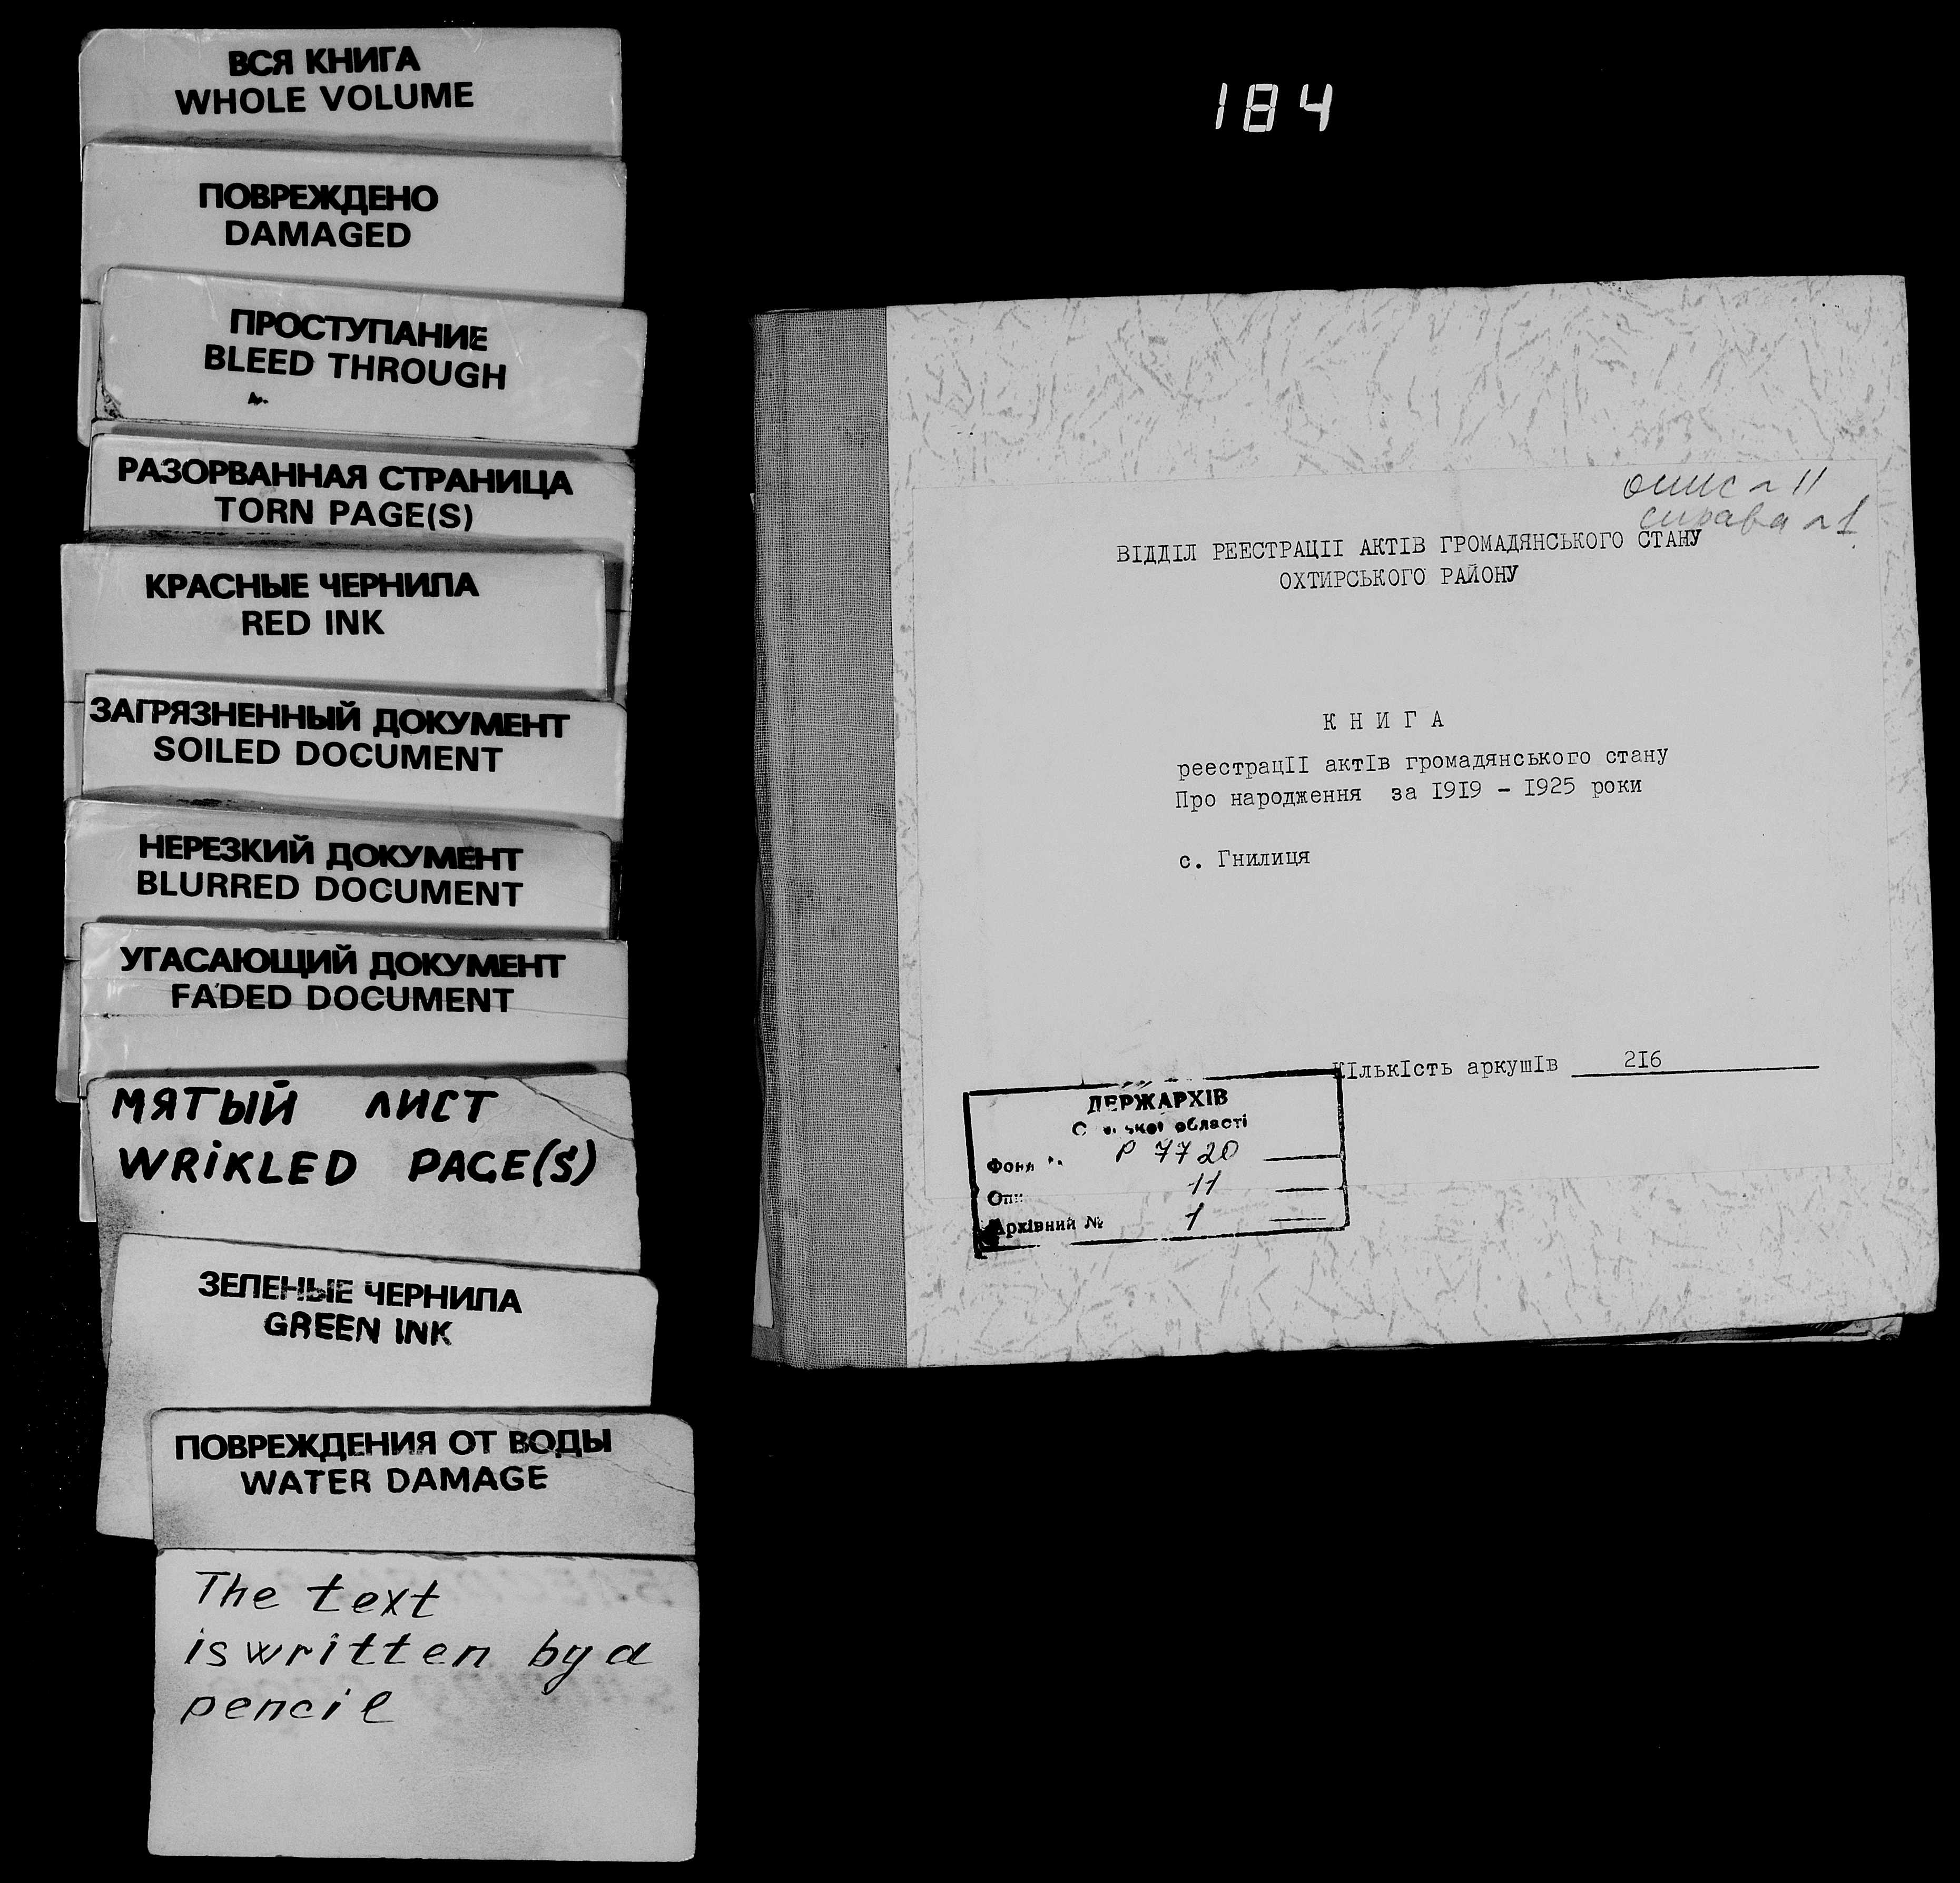 ВСЯ КНИГА
WHOLE VOLUME
ПОВРЕЖДЕНО
DAMAGED
ПРОСТУПАНИЕ
BLEED THROUGH
РАЗОРВАННАЯ СТРАНИЦА
TORN PAGE(S)
КРАСНЫЕ ЧЕРНИЛА
RED INK
ЗАГРЯЗНЕННЫЙ ДОКУМЕНТ
SOILED DOCUMENT
НЕРЕЗКИЙ ДОКУМЕНТ
BLURRED DOCUMENT
УГАСАЮЩИЙ ДОКУМЕНТ
FADED DOCUMENT
МЯТЫЙ ЛИСТ
WRiKLED PAGE(S)
ЗЕЛЕНЫЕ ЧЕРНИЛА
GREEN INK
ПОВРЕЖДЕНИЯ ОТ ВОДЫ
WATER DAMAGE
The text
is written by a
pencil
184
опис ~ 11
справа ~ 1
ВІДДІЛ РЕЕСТРАЦІІ АКТІВ ГРОМАДЯНСЬКОГО СТАНУ
ОХТИРСЬКОГО РАЙОНУ
К Н И Г А
реестрацІІ актІв громадянського стану
Про народження за I9I9 - I925 роки
с. Гнилиця
КІлькІсть аркушІв 2I6
ДЕРЖАРХІВ
області
Фонд Р 7720
11
Архівний № 1